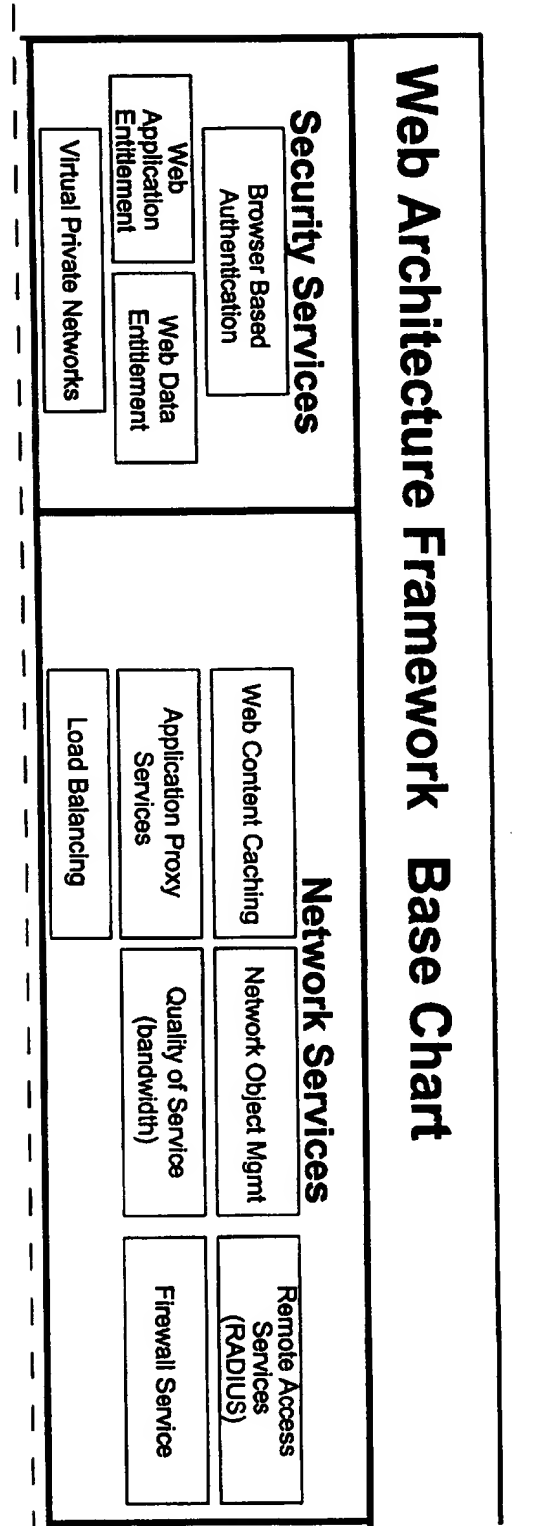 Web Architecture Framework Base Chart
Security Services
Browser Based
Authentication
Web
Application
Entitlement
Web Data
Entitlement
Virtual Private Networks
Network Services
Web Content Caching
Network Object Mgmt
Remote Access
Services
(RADIUS)
Application Proxy
Services
Quality of Service
(bandwidth)
Firewall Service
Load Balancing